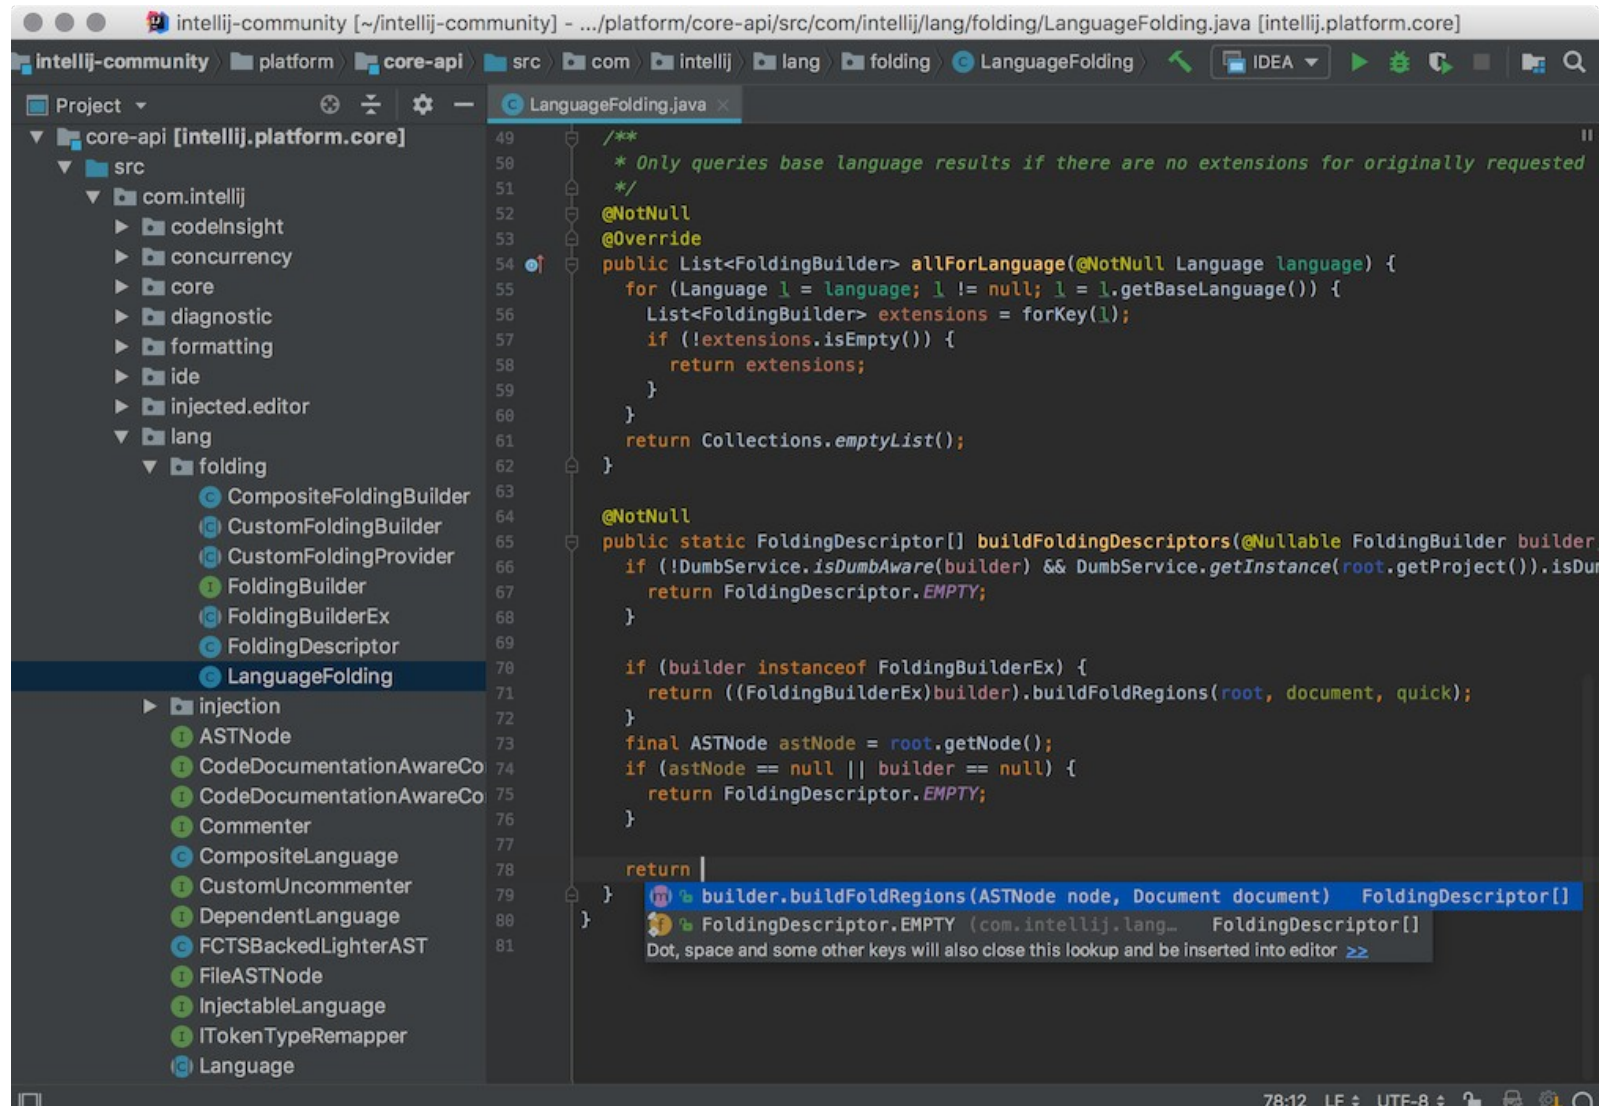 intellij-community [~/intellij-community] - .../platform/core-api/src/com/intellij/lang/folding/LanguageFolding.java [intellij.platform.core]
intellij-community platform core-api src com intellij lang folding LanguageFolding IDEA
Project
LanguageFolding.java
core-api [intellij.platform.core]
src
com.intellij
codeInsight
concurrency
core
diagnostic
formatting
ide
injected.editor
lang
folding
CompositeFoldingBuilder
CustomFoldingBuilder
CustomFoldingProvider
FoldingBuilder
FoldingBuilderEx
FoldingDescriptor
LanguageFolding
injection
ASTNode
CodeDocumentationAwareCo
CodeDocumentationAwareCo
Commenter
CompositeLanguage
CustomUncommenter
DependentLanguage
FCTSBackedLighterAST
FileASTNode
InjectableLanguage
ITokenTypeRemapper
Language
49 /**
50 * Only queries base language results if there are no extensions for originally requested
51 */
52 @NotNull
53 @Override
54 public List<FoldingBuilder> allForLanguage(@NotNull Language language) {
55 for (Language l = language; l != null; l = l.getBaseLanguage()) {
56 List<FoldingBuilder> extensions = forKey(l);
57 if (!extensions.isEmpty()) {
58 return extensions;
59 }
60 }
61 return Collections.emptyList();
62 }
63
64 @NotNull
65 public static FoldingDescriptor[] buildFoldingDescriptors(@Nullable FoldingBuilder builder
66 if (!DumbService.isDumbAware(builder) && DumbService.getInstance(root.getProject()).isDum
67 return FoldingDescriptor.EMPTY;
68 }
69
70 if (builder instanceof FoldingBuilderEx) {
71 return ((FoldingBuilderEx)builder).buildFoldRegions(root, document, quick);
72 }
73 final ASTNode astNode = root.getNode();
74 if (astNode == null || builder == null) {
75 return FoldingDescriptor.EMPTY;
76 }
77
78 return
79 }
80 }
81
builder.buildFoldRegions(ASTNode node, Document document) FoldingDescriptor[]
FoldingDescriptor.EMPTY (com.intellij.lang… FoldingDescriptor[]
Dot, space and some other keys will also close this lookup and be inserted into editor >>
78:12 LF UTF-8